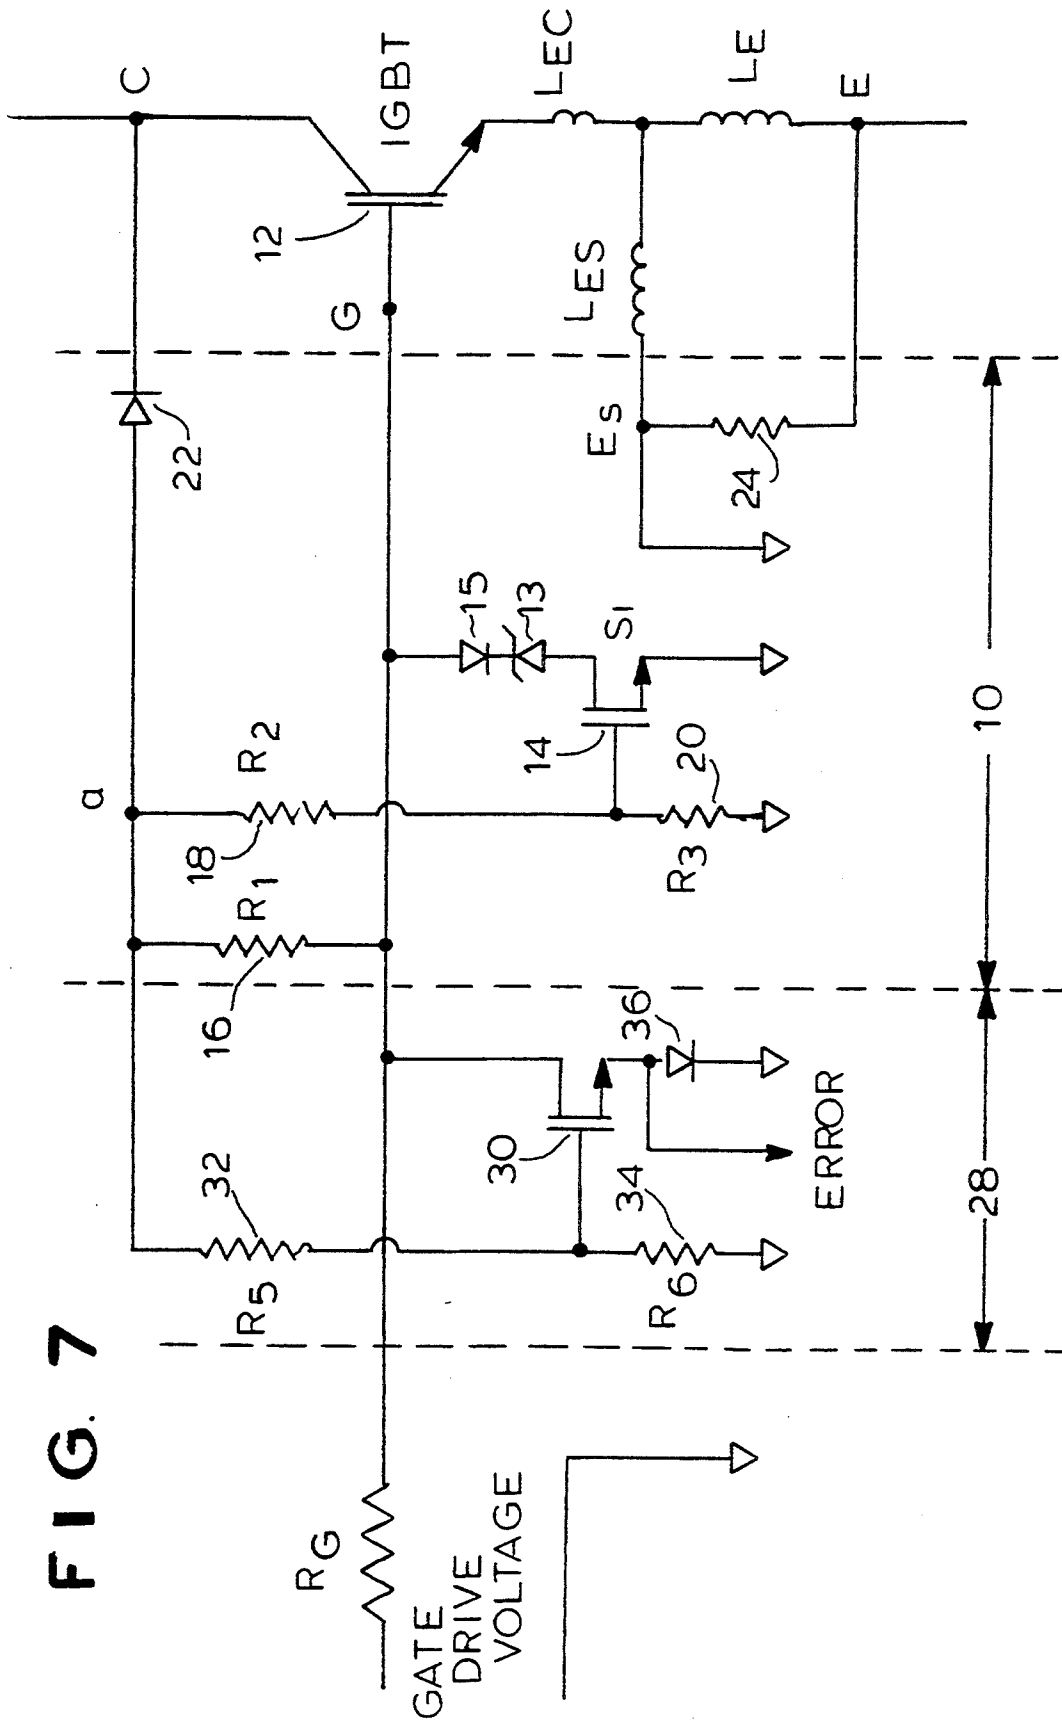 FIG. 7
C
a
22
R2
18
R1
16
32
R5
G
12
IGBT
LEC
LE
E
LES
ES
24
15
13
S1
14
20
R3
30
36
34
R6
ERROR
RG
GATE
DRIVE
VOLTAGE
10
28